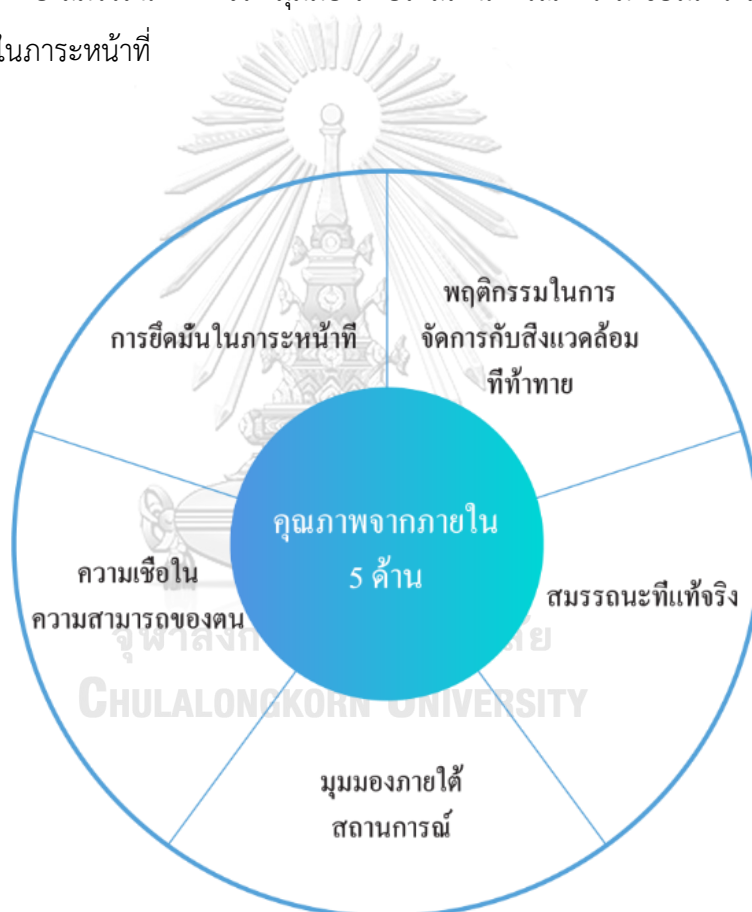 ในภาระหน้าที่
พฤติกรรมในการ
จัดการกับสิ่งแวดล้อม
ที่ท้าทาย
การยึดมั่นในภาระหน้าที่
คุณภาพจากภายใน
5 ด้าน
สมรรถนะที่แท้จริง
ความเชื่อใน
ความสามารถของตน
มุมมองภายใต้
สถานการณ์
CHULALONGKORN UNIVERSITY